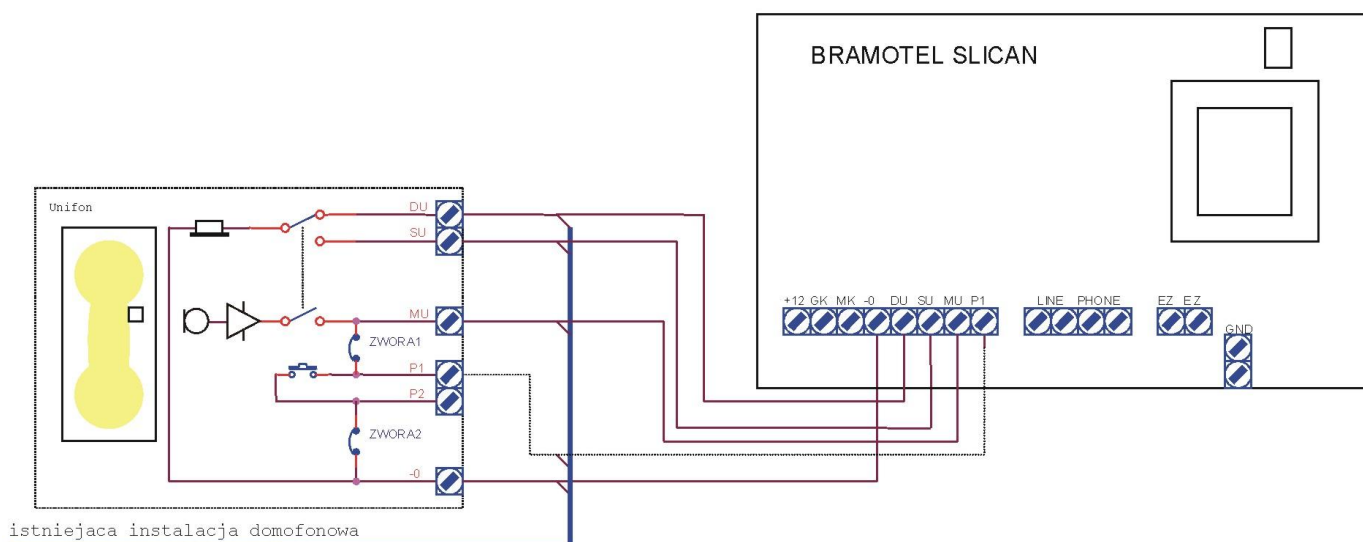 BRAMOTEL SLICAN
Unifon
DU
SU
MU
ZWORA1
P1
P2
ZWORA2
-0
+12 GK MK -0 DU SU MU P1
LINE PHONE
EZ EZ
GND
istniejaca instalacja domofonowa